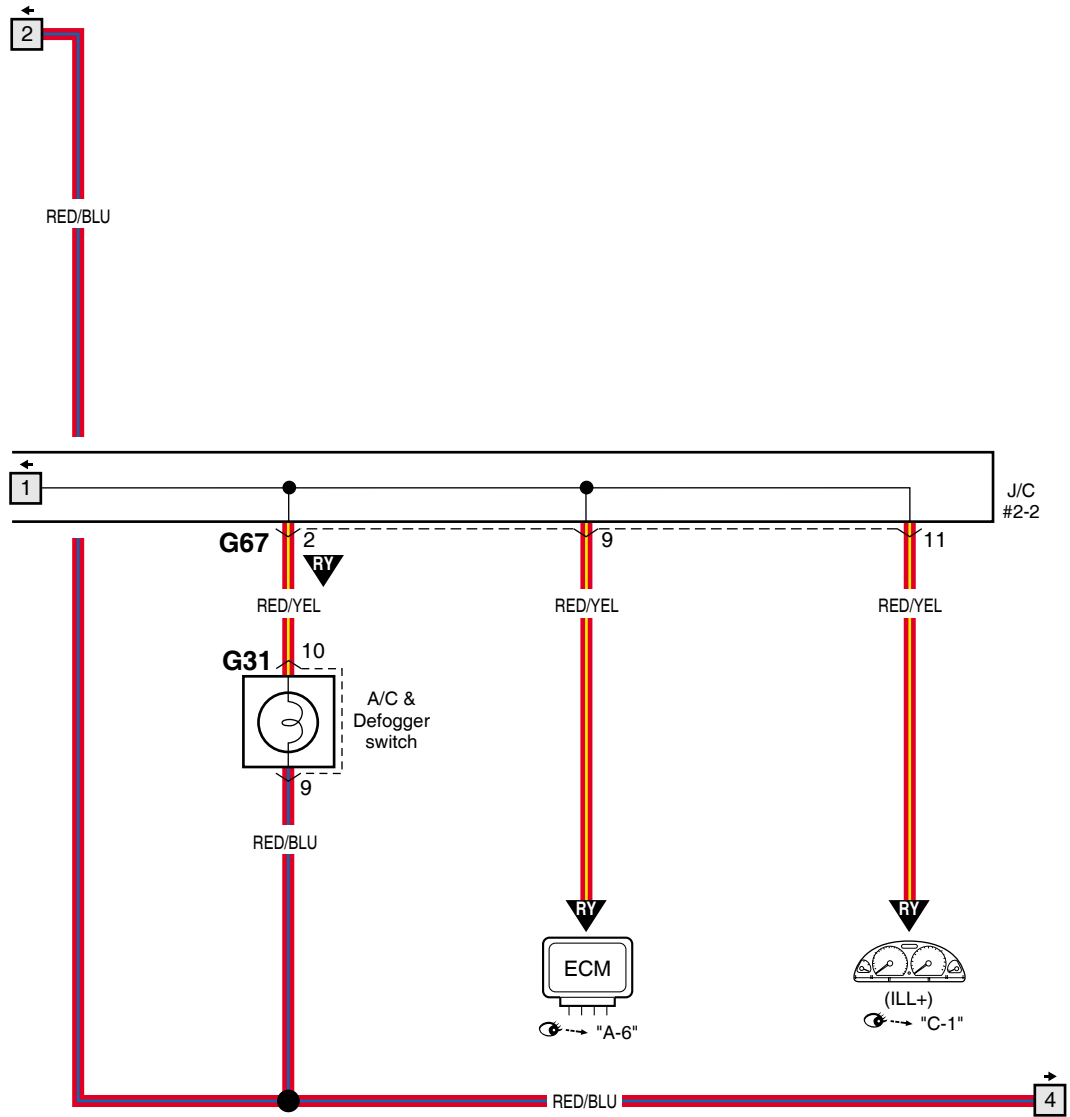 2
RED/BLU
1
J/C
#2-2
G67
2
9
11
RY
RED/YEL
RED/YEL
RED/YEL
G31
10
A/C &
Defogger
switch
9
RED/BLU
RY
RY
ECM
(ILL+)
"A-6"
"C-1"
RED/BLU
4